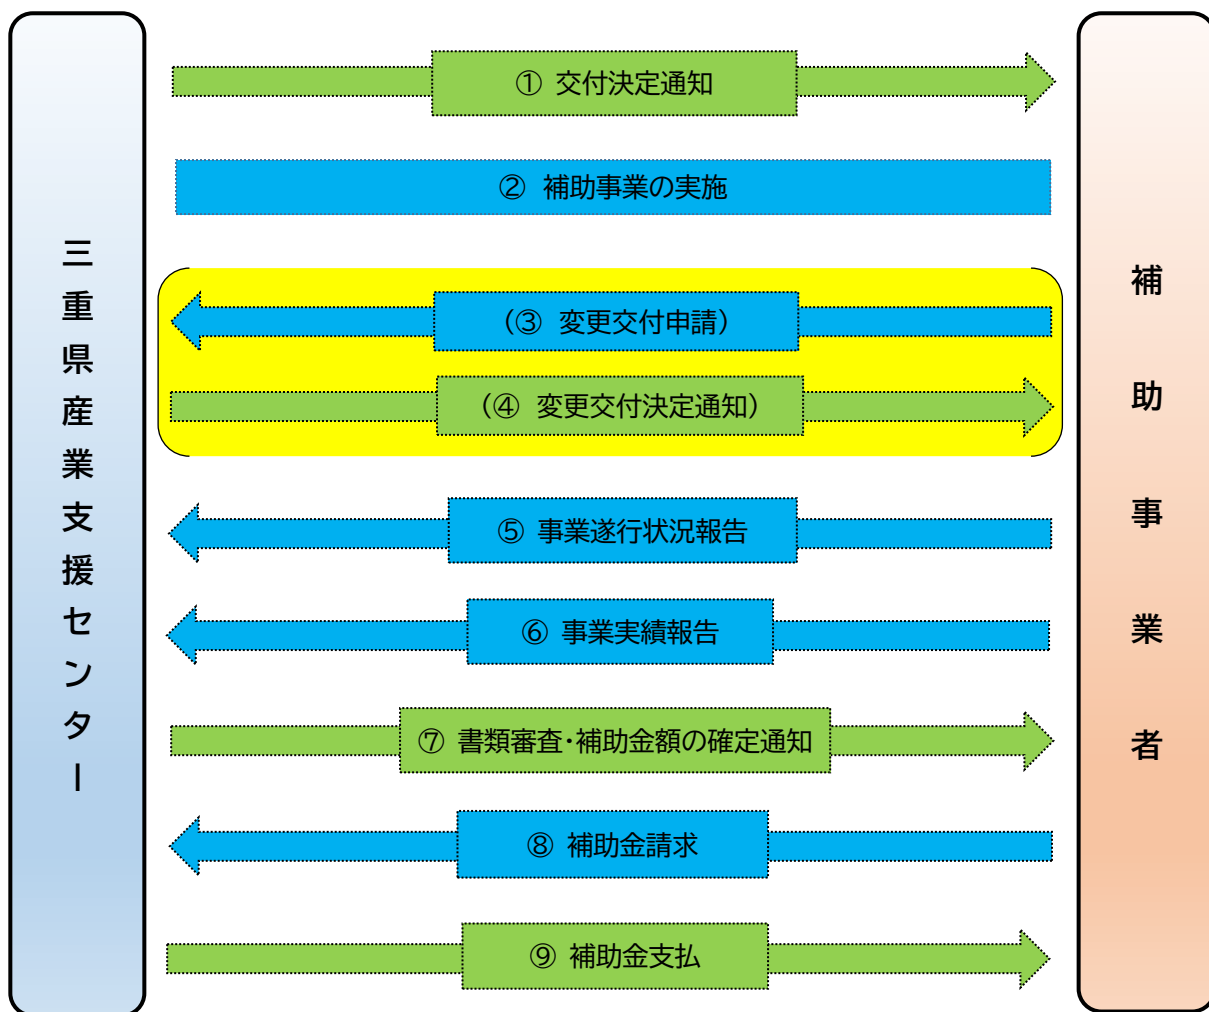 三重県産業支援センター
① 交付決定通知
② 補助事業の実施
（③ 変更交付申請）
（④ 変更交付決定通知）
⑤ 事業遂行状況報告
⑥ 事業実績報告
⑦ 書類審査・補助金額の確定通知
⑧ 補助金請求
⑨ 補助金支払
補助事業者